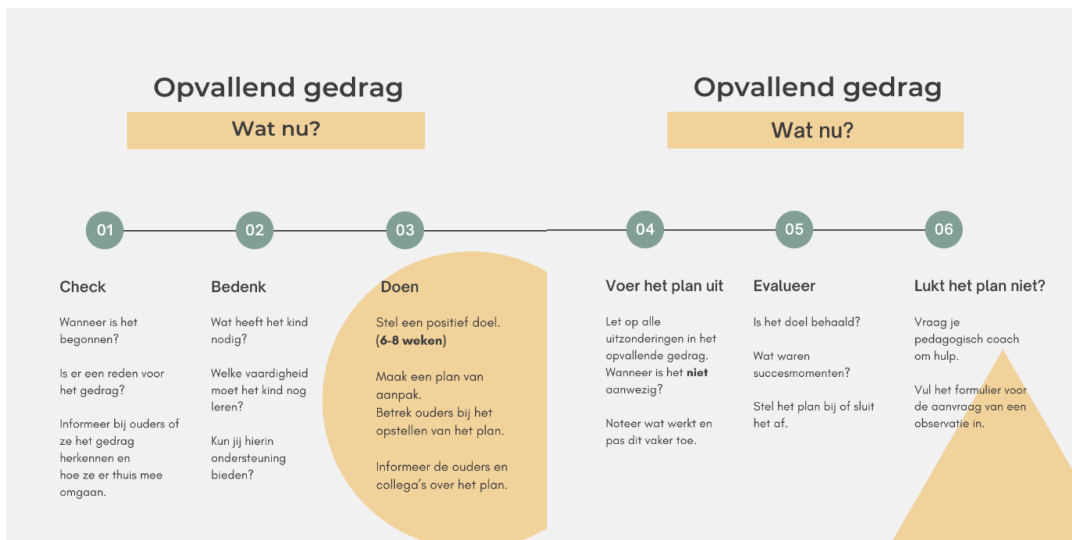 Opvallend gedrag
Wat nu?
01
02
03
Check
Wanneer is het
begonnen?
Is er een reden voor
het gedrag?
Informeer bij ouders of
ze het gedrag
herkennen en
hoe ze er thuis mee
omgaan.
Bedenk
Wat heeft het kind
nodig?
Welke vaardigheid
moet het kind nog
leren?
Kun jij hierin
ondersteuning
bieden?
Doen
Stel een positief doel.
(6-8 weken)
Maak een plan van
aanpak.
Betrek ouders bij het
opstellen van het plan.
Informeer de ouders en
collega's over het plan.
Opvallend gedrag
Wat nu?
04
05
06
Voer het plan uit
Let op alle
uitzonderingen in het
opvallende gedrag.
Wanneer is het niet
aanwezig?
Noteer wat werkt en
pas dit vaker toe.
Evalueer
Is het doel behaald?
Wat waren
succesmomenten?
Stel het plan bij of sluit
het af.
Lukt het plan niet?
Vraag je
pedagogisch coach
om hulp.
Vul het formulier voor
de aanvraag van een
observatie in.